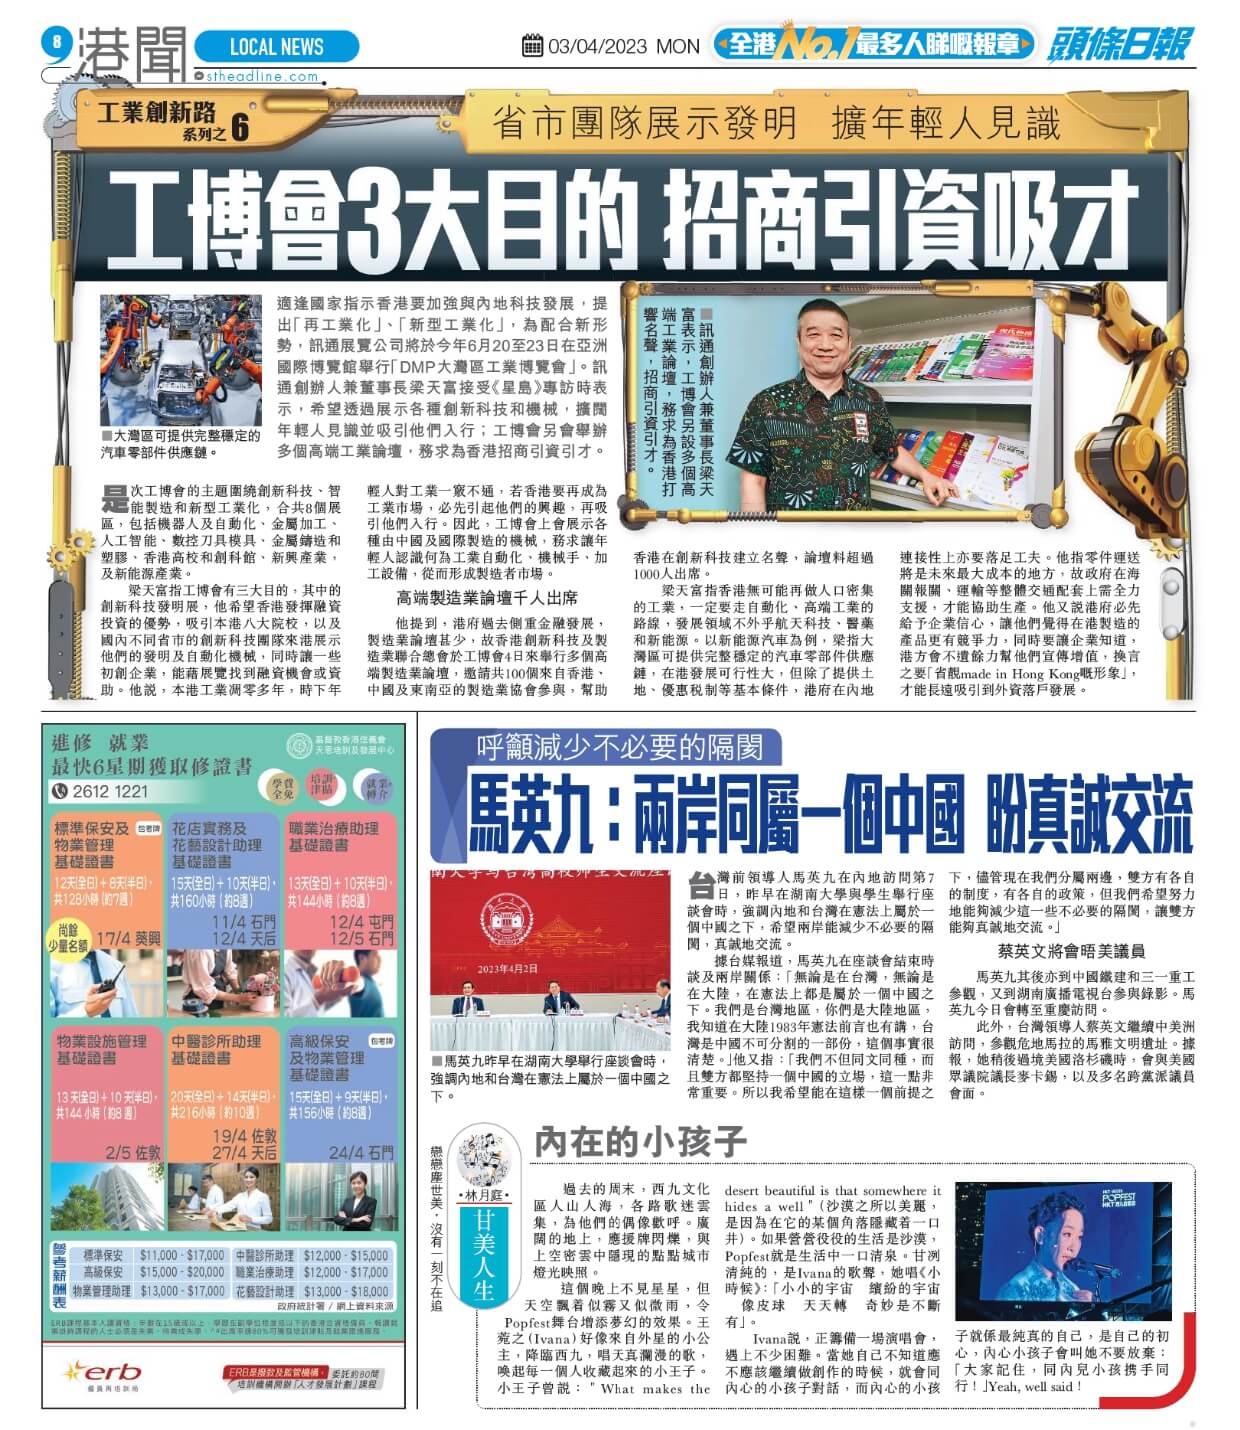 8
港聞
LOCAL NEWS
stheadline.com
03/04/2023 MON
全港No.1最多人睇嘅報章
頭條日報
工業創新路
系列之6
省市團隊展示發明 擴年輕人見識
工博會3大目的 招商引資吸才
■大灣區可提供完整穩定的
汽車零部件供應鏈。
適逢國家指示香港要加強與內地科技發展，提
出「再工業化」、「新型工業化」，為配合新形
勢，訊通展覽公司將於今年6月20至23日在亞洲
國際博覽館舉行「DMP大灣區工業博覽會」。訊
通創辦人兼董事長梁天富接受《星島》專訪時表
示，希望透過展示各種創新科技和機械，擴闊
年輕人見識並吸引他們入行；工博會另會舉辦
多個高端工業論壇，務求為香港招商引資引才。
■訊通創辦人兼董事長梁天
富表示，工博會另設多個高
端工業論壇，務求為香港打
響名聲，招商引資引才。
是次工博會的主題圍繞創新科技、智
能製造和新型工業化，合共8個展
區，包括機器人及自動化、金屬加工、
人工智能、數控刀具模具、金屬鑄造和
塑膠、香港高校和創科館、新興產業，
及新能源產業。
梁天富指工博會有三大目的，其中的
創新科技發明展，他希望香港發揮融資
投資的優勢，吸引本港八大院校，以及
國內不同省市的創新科技團隊來港展示
他們的發明及自動化機械，同時讓一些
初創企業，能藉展覽找到融資機會或資
助。他說，本港工業凋零多年，時下年
輕人對工業一竅不通，若香港要再成為
工業市場，必先引起他們的興趣，再吸
引他們入行。因此，工博會上會展示各
種由中國及國際製造的機械，務求讓年
輕人認識何為工業自動化、機械手、加
工設備，從而形成製造者市場。
高端製造業論壇千人出席
他提到，港府過去側重金融發展，
製造業論壇甚少，故香港創新科技及製
造業聯合總會於工博會4日來舉行多個高
端製造業論壇，邀請共100個來自香港、
中國及東南亞的製造業協會參與，幫助
香港在創新科技建立名聲，論壇料超過
1000人出席。
梁天富指香港無可能再做人口密集
的工業，一定要走自動化、高端工業的
路線，發展領域不外乎航天科技、醫藥
和新能源。以新能源汽車為例，梁指大
灣區可提供完整穩定的汽車零部件供應
鏈，在港發展可行性大，但除了提供土
地、優惠税制等基本條件，港府在內地
連接性上亦要落足工夫。他指零件運送
將是未來最大成本的地方，故政府在海
關報關、運輸等整體交通配套上需全力
支援，才能協助生產。他又說港府必先
給予企業信心，讓他們覺得在港製造的
產品更有競爭力，同時要讓企業知道，
港方會不遺餘力幫他們宣傳增值，換言
之要「省靚made in Hong Kong嘅形象」，
才能長遠吸引到外資落戶發展。
進修 就業
最快6星期獲取修證書
2612 1221
基督教香港信義會
天恩培訓及發展中心
學費
全免
培訓
津貼
就業
轉介
標準保安及
物業管理
基礎證書
包考牌
12天(全日)+8天(半日)，
共128小時(約7週)
尚餘
少量名額
17/4 葵興
花店實務及
花藝設計助理
基礎證書
15天(全日)+10天(半日)，
共160小時(約8週)
11/4 石門
12/4 天后
職業治療助理
基礎證書
13天(全日)+10天(半日)，
共144小時(約8週)
12/4 屯門
12/5 石門
物業設施管理
基礎證書
13天(全日)+10天(半日)，
共144小時(約8週)
2/5 佐敦
中醫診所助理
基礎證書
20天(全日)+14天(半日)，
共216小時(約10週)
19/4 佐敦
27/4 天后
高級保安
及物業管理
基礎證書
包考牌
15天(全日)+9天(半日)，
共156小時(約8週)
24/4 石門
參考薪酬表
標準保安 $11,000 - $17,000 中醫診所助理 $12,000 - $15,000
高級保安 $15,000 - $20,000 職業治療助理 $12,000 - $17,000
物業管理助理 $13,000 - $17,000 花藝設計助理 $13,000 - $18,000
政府統計署/網上資料來源
erb
僱員再培訓局
ERB是撥款及監管機構，委託約80間
培訓機構開辦「人才發展計劃」課程
呼籲減少不必要的隔閡
馬英九：兩岸同屬一個中國 盼真誠交流
2023年4月2日
■馬英九昨早在湖南大學舉行座談會時，
強調內地和台灣在憲法上屬於一個中國之
下。
台灣前領導人馬英九在內地訪問第7
日，昨早在湖南大學與學生舉行座
談會時，強調內地和台灣在憲法上屬於一
個中國之下，希望兩岸能減少不必要的隔
閡，真誠地交流。
據台媒報道，馬英九在座談會結束時
談及兩岸關係：「無論是在台灣，無論是
在大陸，在憲法上都是屬於一個中國之
下。我們是台灣地區，你們是大陸地區，
我知道在大陸1983年憲法前言也有講，台
灣是中國不可分割的一部份，這個事實很
清楚。」他又指：「我們不但同文同種，而
且雙方都堅持一個中國的立場，這一點非
常重要。所以我希望能在這樣一個前提之
下，儘管現在我們分屬兩邊，雙方有各自
的制度，有各自的政策，但我們希望努力
地能夠減少這一些不必要的隔閡，讓雙方
能夠真誠地交流。」
蔡英文將會晤美議員
馬英九其後亦到中國鐵建和三一重工
參觀，又到湖南廣播電視台參與錄影。馬
英九今日會轉至重慶訪問。
此外，台灣領導人蔡英文繼續中美洲
訪問，參觀危地馬拉的馬雅文明遺址。據
報，她稍後過境美國洛杉磯時，會與美國
眾議院議長麥卡錫，以及多名跨黨派議員
會面。
戀戀塵世美，沒有一刻不在追
•林月庭•
甘美人生
內在的小孩子
過去的周末，西九文化
區人山人海，各路歌迷雲
集，為他們的偶像歡呼。廣
闊的地上，應援牌閃爍，與
上空密雲中隱現的點點城市
燈光映照。
這個晚上不見星星，但
天空飄着似霧又似微雨，令
Popfest舞台增添夢幻的效果。王
菀之(Ivana)好像來自外星的小公
主，降臨西九，唱天真瀾漫的歌，
喚起每一個人收藏起來的小王子。
小王子曾說："What makes the
desert beautiful is that somewhere it
hides a well"(沙漠之所以美麗，
是因為在它的某個角落隱藏着一口
井)。如果營營役役的生活是沙漠，
Popfest就是生活中一口清泉。甘冽
清純的，是Ivana的歌聲，她唱《小
時候》：「小小的宇宙 繽紛的宇宙
像皮球 天天轉 奇妙是不斷
有」。
Ivana說，正籌備一場演唱會，
遇上不少困難。當她自己不知道應
不應該繼續做創作的時候，就會同
內心的小孩子對話，而內心的小孩
POPFEST
子就係最純真的自己，是自己的初
心，內心小孩子會叫她不要放棄：
「大家記住，同內兒小孩携手同
行！」Yeah, well said！